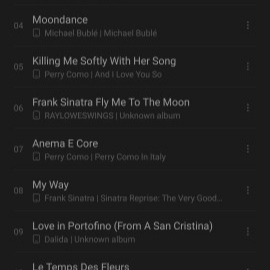 04 Moondance
Michael Bublé | Michael Bublé
05 Killing Me Softly With Her Song
Perry Como | And I Love You So
06 Frank Sinatra Fly Me To The Moon
RAYLOWESWINGS | Unknown album
07 Anema E Core
Perry Como | Perry Como In Italy
08 My Way
Frank Sinatra | Sinatra Reprise: The Very Good...
09 Love in Portofino (From A San Cristina)
Dalida | Unknown album
Le Temps Des Fleurs